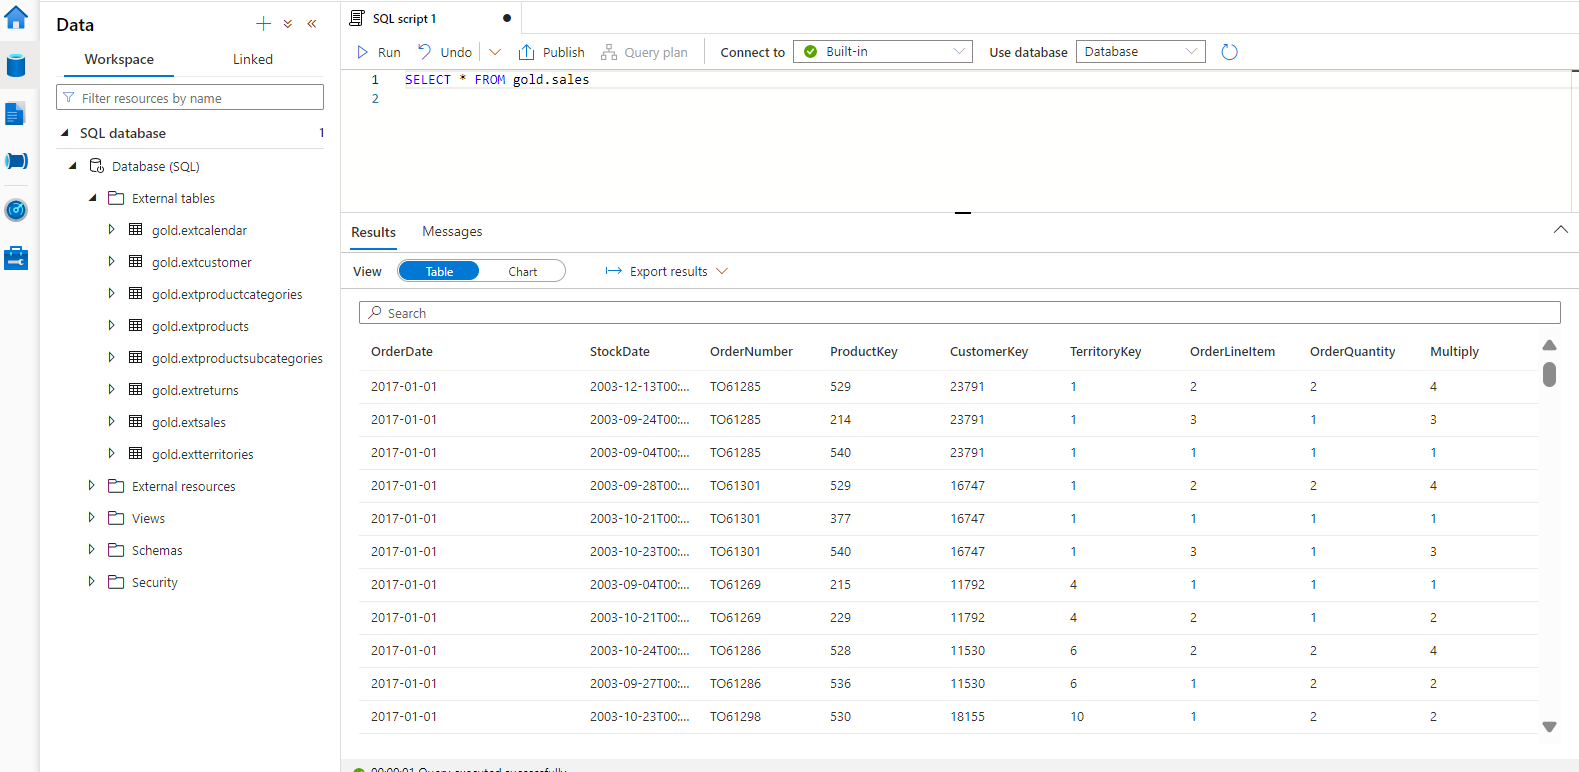 Data
Workspace Linked
Filter resources by name
SQL database 1
Database (SQL)
External tables
gold.extcalendar
gold.extcustomer
gold.extproductcategories
gold.extproducts
gold.extproductsubcategories
gold.extreturns
gold.extsales
gold.extterritories
External resources
Views
Schemas
Security
SQL script 1
Run Undo Publish Query plan Connect to Built-in Use database Database
1 SELECT * FROM gold.sales
2
Results Messages
View Table Chart Export results
Search
OrderDate StockDate OrderNumber ProductKey CustomerKey TerritoryKey OrderLineItem OrderQuantity Multiply
2017-01-01 2003-12-13T00:... TO61285 529 23791 1 2 2 4
2017-01-01 2003-09-24T00:... TO61285 214 23791 1 3 1 3
2017-01-01 2003-09-04T00:... TO61285 540 23791 1 1 1 1
2017-01-01 2003-09-28T00:... TO61301 529 16747 1 2 2 4
2017-01-01 2003-10-21T00:... TO61301 377 16747 1 1 1 1
2017-01-01 2003-10-23T00:... TO61301 540 16747 1 3 1 3
2017-01-01 2003-09-04T00:... TO61269 215 11792 4 1 1 1
2017-01-01 2003-10-21T00:... TO61269 229 11792 4 2 1 2
2017-01-01 2003-10-24T00:... TO61286 528 11530 6 2 2 4
2017-01-01 2003-09-27T00:... TO61286 536 11530 6 1 2 2
2017-01-01 2003-10-23T00:... TO61298 530 18155 10 1 2 2
00:00:01 Query executed successfully.